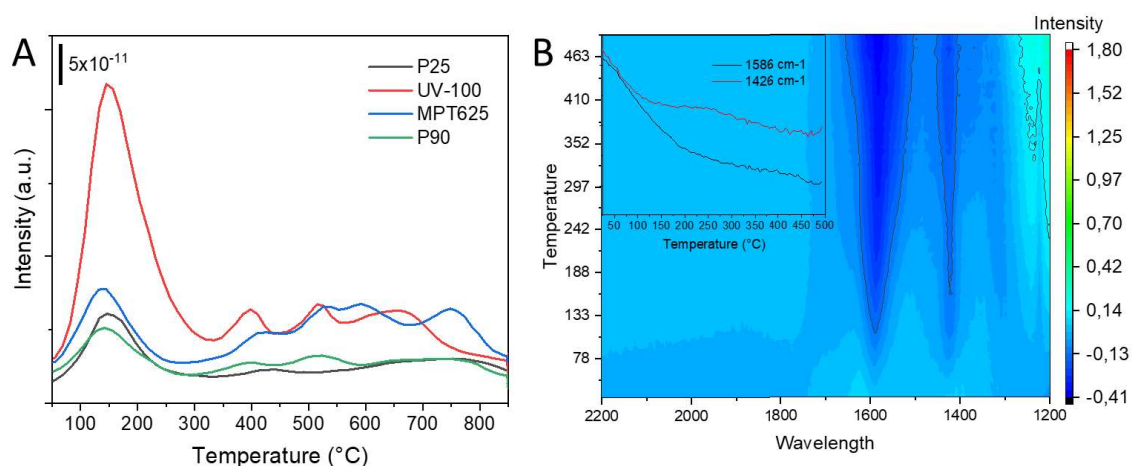 A
5x10⁻¹¹
P25
UV-100
MPT625
P90
Intensity (a.u.)
100 200 300 400 500 600 700 800
Temperature (°C)
B
Temperature
463
410
352
297
242
188
133
78
1586 cm-1
1426 cm-1
50 100 150 200 250 300 350 400 450 500
Temperature (°C)
2200 2000 1800 1600 1400 1200
Wavelength
Intensity
1,80
1,52
1,25
0,97
0,70
0,42
0,14
-0,13
-0,41